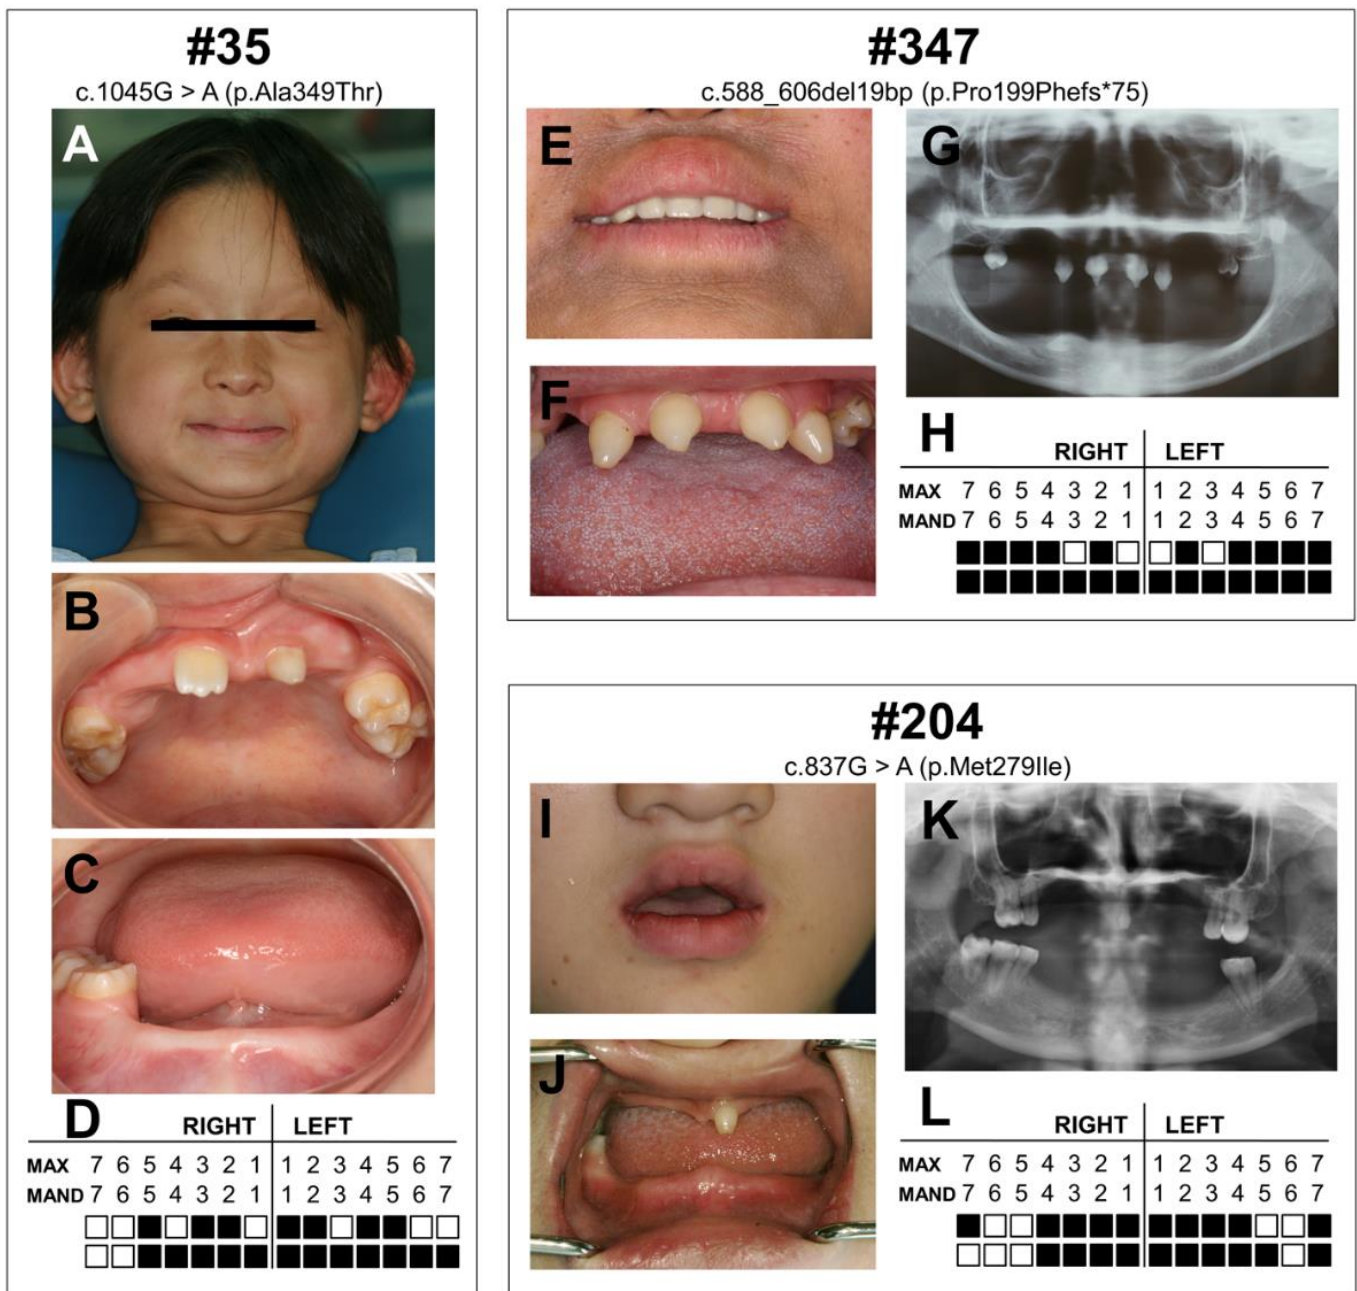 #35
c.1045G > A (p.Ala349Thr)
A
B
C
D
RIGHT LEFT
MAX 7 6 5 4 3 2 1 1 2 3 4 5 6 7
MAND 7 6 5 4 3 2 1 1 2 3 4 5 6 7
#347
c.588_606del19bp (p.Pro199Phefs*75)
E
G
F
H
RIGHT LEFT
MAX 7 6 5 4 3 2 1 1 2 3 4 5 6 7
MAND 7 6 5 4 3 2 1 1 2 3 4 5 6 7
#204
c.837G > A (p.Met279Ile)
I
K
J
L
RIGHT LEFT
MAX 7 6 5 4 3 2 1 1 2 3 4 5 6 7
MAND 7 6 5 4 3 2 1 1 2 3 4 5 6 7